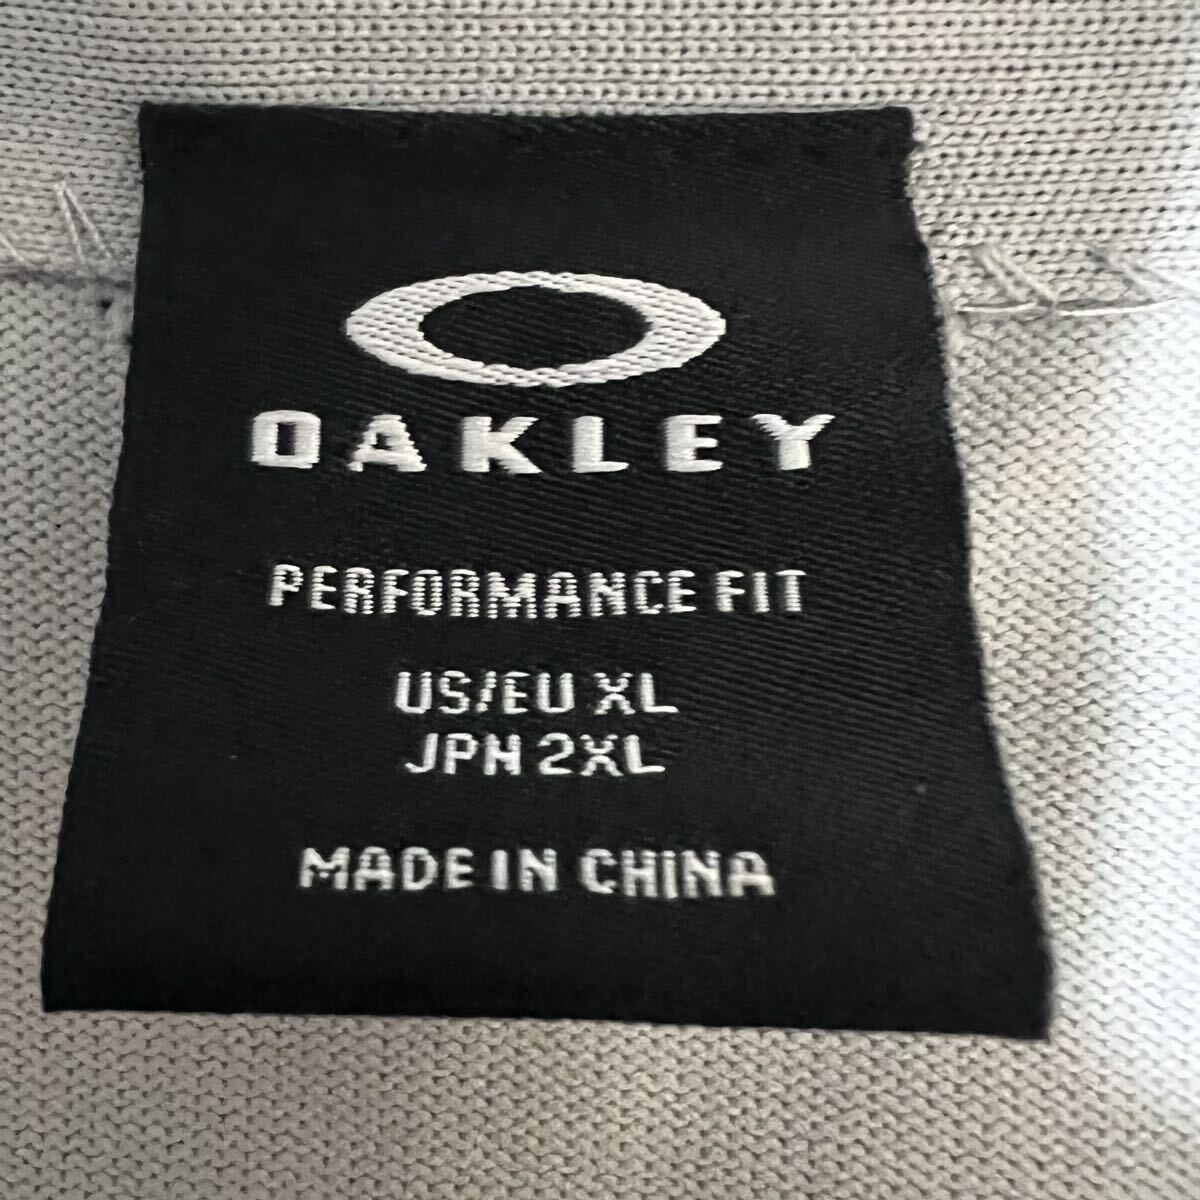 OAKLEY
PERFORMANCE FIT
US/EU XL
JPN 2XL
MADE IN CHINA